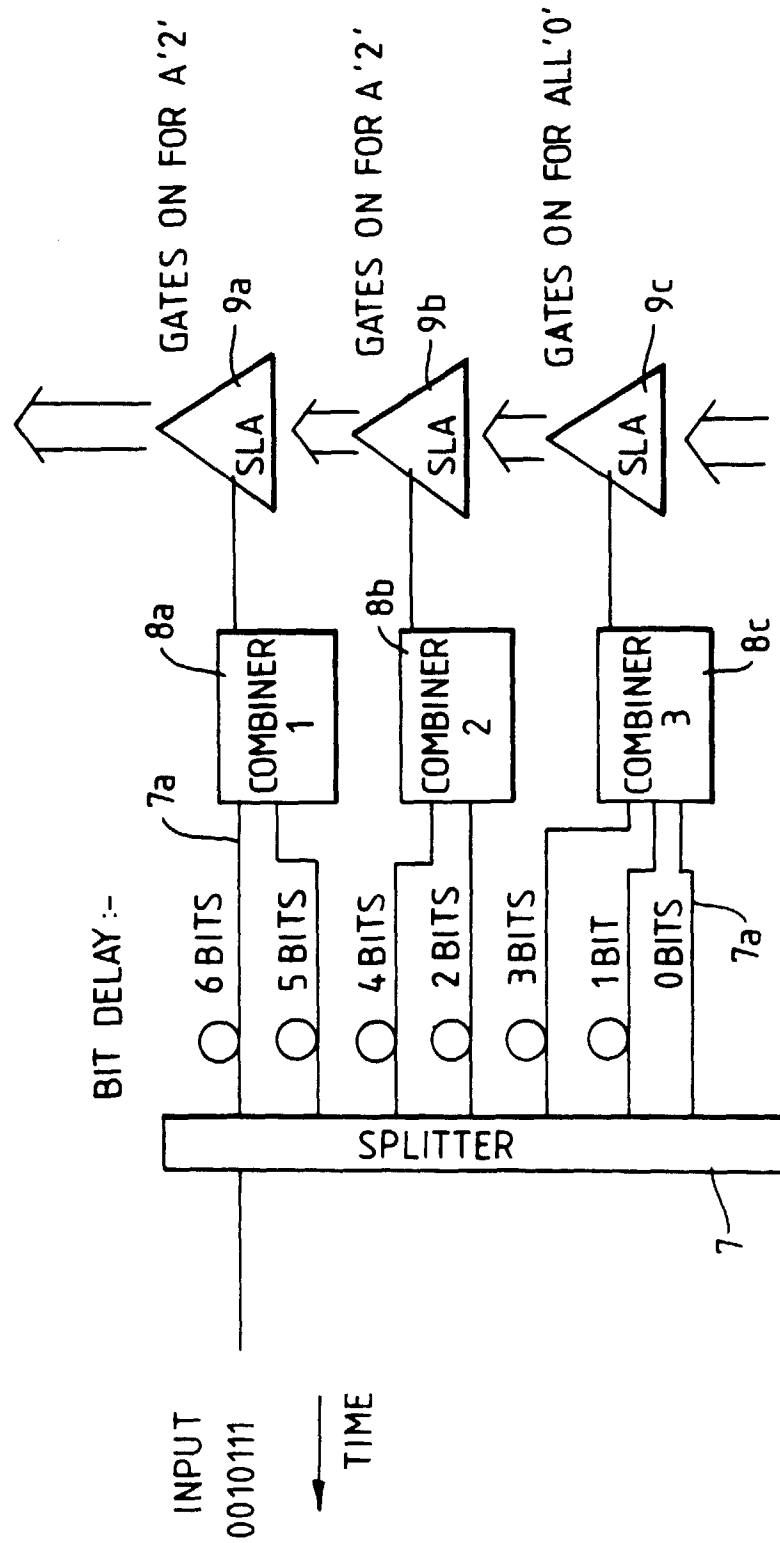 INPUT
0010111
TIME
BIT DELAY:-
SPLITTER
7
6 BITS
5 BITS
4 BITS
2 BITS
3 BITS
1 BIT
0 BITS
7a
7a
COMBINER
1
8a
COMBINER
2
8b
COMBINER
3
8c
SLA
9a
SLA
9b
SLA
9c
GATES ON FOR A'2'
GATES ON FOR A'2'
GATES ON FOR ALL'0'